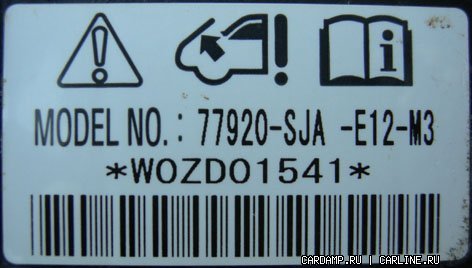 MODEL NO.: 77920-SJA -E12-M3
*WOZD01541*
CARDAMP.RU | CARLINE.RU